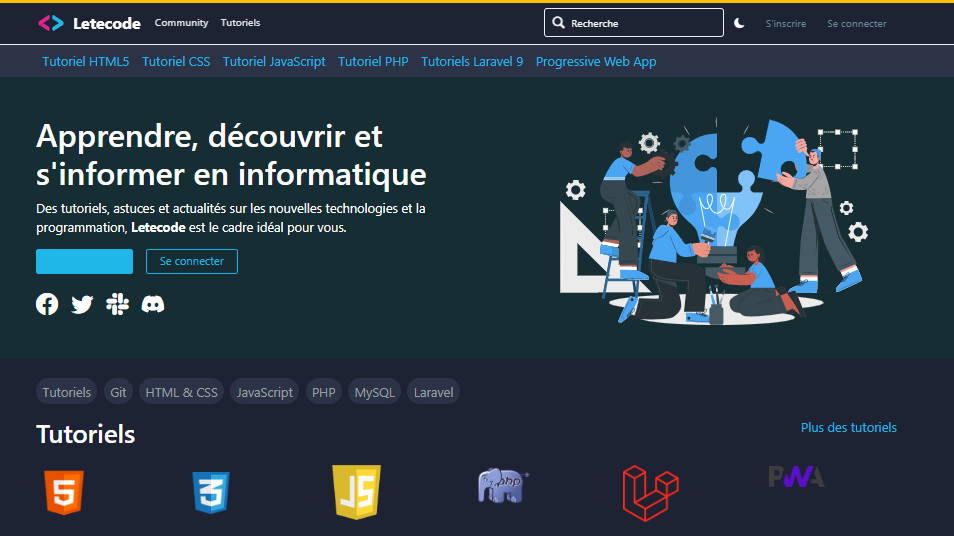 Letecode Community Tutoriels Recherche S'inscrire Se connecter
Tutoriel HTML5 Tutoriel CSS Tutoriel JavaScript Tutoriel PHP Tutoriels Laravel 9 Progressive Web App
Apprendre, découvrir et
s'informer en informatique
Des tutoriels, astuces et actualités sur les nouvelles technologies et la
programmation, Letecode est le cadre idéal pour vous.
Se connecter
Tutoriels Git HTML & CSS JavaScript PHP MySQL Laravel
Tutoriels Plus des tutoriels
5 3 JS php PWA